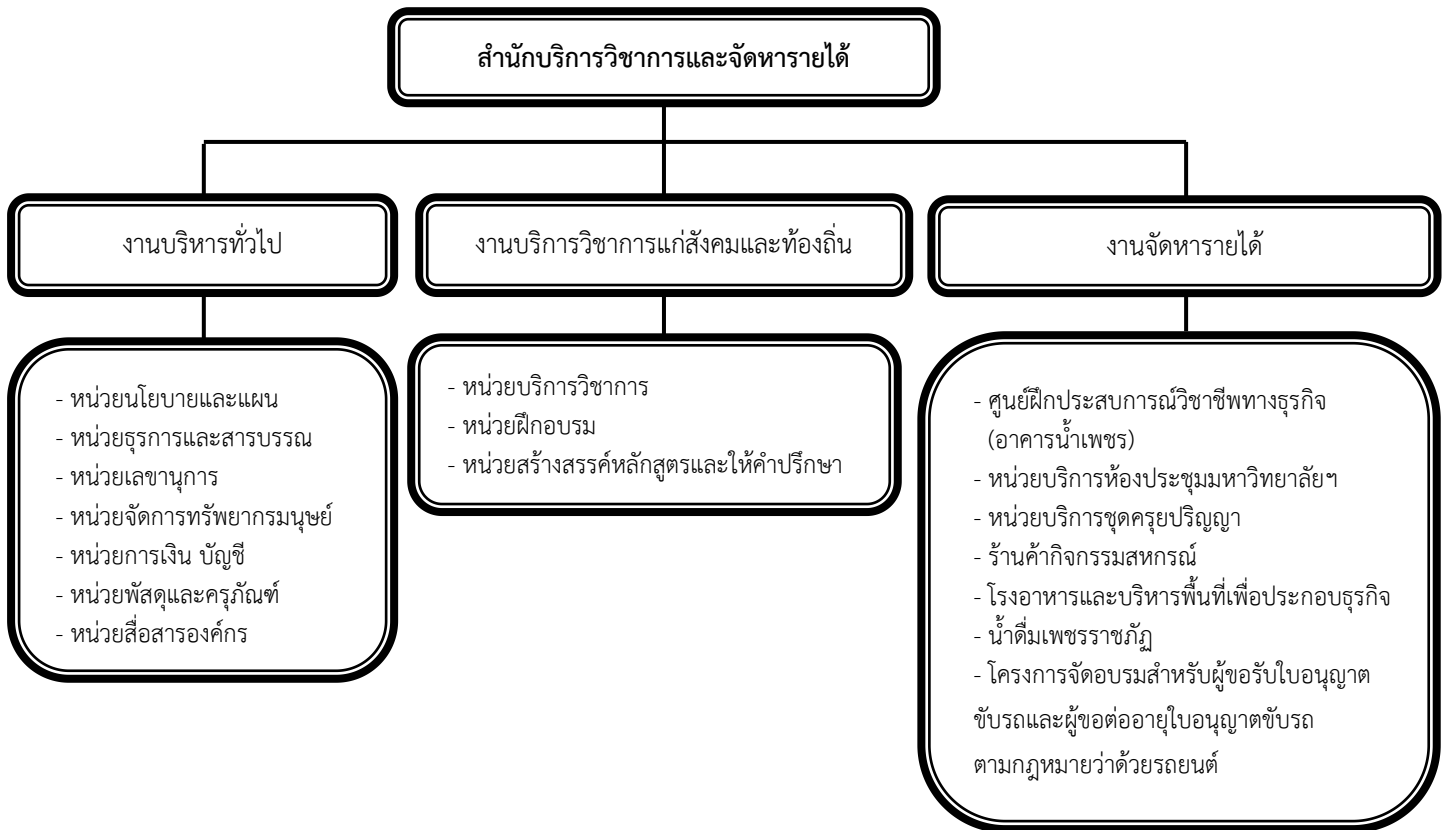 สำนักบริการวิชาการและจัดหารายได้
งานบริหารทั่วไป
งานบริการวิชาการแก่สังคมและท้องถิ่น
งานจัดหารายได้
- หน่วยนโยบายและแผน
- หน่วยธุรการและสารบรรณ
- หน่วยเลขานุการ
- หน่วยจัดการทรัพยากรมนุษย์
- หน่วยการเงิน บัญชี
- หน่วยพัสดุและครุภัณฑ์
- หน่วยสื่อสารองค์กร
- หน่วยบริการวิชาการ
- หน่วยฝึกอบรม
- หน่วยสร้างสรรค์หลักสูตรและให้คำปรึกษา
- ศูนย์ฝึกประสบการณ์วิชาชีพทางธุรกิจ
(อาคารน้ำเพชร)
- หน่วยบริการห้องประชุมมหาวิทยาลัยฯ
- หน่วยบริการชุดครุยปริญญา
- ร้านค้ากิจกรรมสหกรณ์
- โรงอาหารและบริหารพื้นที่เพื่อประกอบธุรกิจ
- น้ำดื่มเพชรราชภัฏ
- โครงการจัดอบรมสำหรับผู้ขอรับใบอนุญาต
ขับรถและผู้ขอต่ออายุใบอนุญาตขับรถ
ตามกฎหมายว่าด้วยรถยนต์